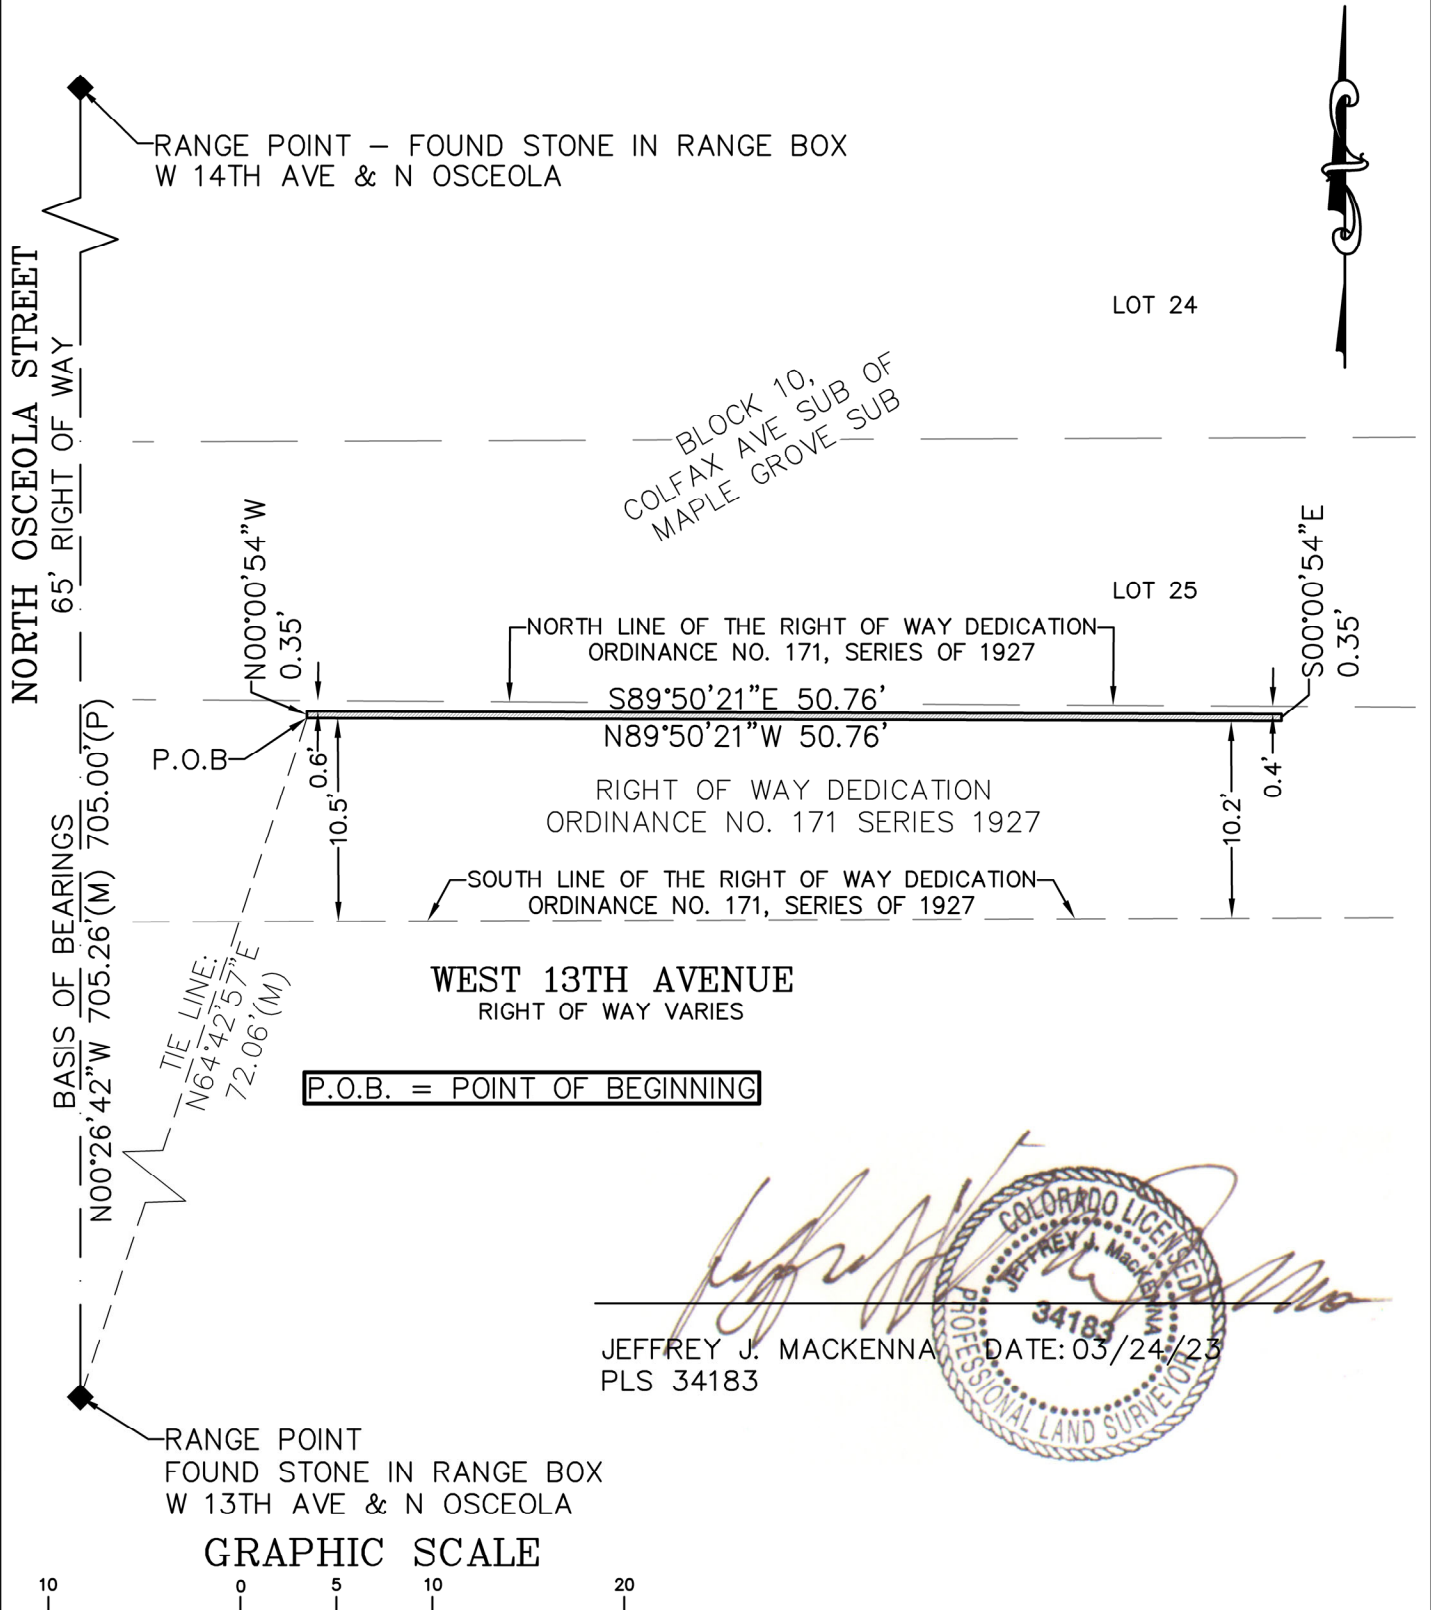 RANGE POINT – FOUND STONE IN RANGE BOX
W 14TH AVE & N OSCEOLA
NORTH OSCEOLA STREET
65' RIGHT OF WAY
LOT 24
BLOCK 10,
COLFAX AVE SUB OF
MAPLE GROVE SUB
N00°00'54"W
0.35'
LOT 25
S00°00'54"E
0.35'
NORTH LINE OF THE RIGHT OF WAY DEDICATION
ORDINANCE NO. 171, SERIES OF 1927
S89°50'21"E 50.76'
N89°50'21"W 50.76'
P.O.B
0.6'
10.5'
10.2'
0.4'
RIGHT OF WAY DEDICATION
ORDINANCE NO. 171 SERIES 1927
SOUTH LINE OF THE RIGHT OF WAY DEDICATION
ORDINANCE NO. 171, SERIES OF 1927
BASIS OF BEARINGS
N00°26'42"W 705.26'(M) 705.00'(P)
TIE LINE:
N64°42'57"E
72.06'(M)
WEST 13TH AVENUE
RIGHT OF WAY VARIES
P.O.B. = POINT OF BEGINNING
COLORADO LICENSED
JEFFREY J. MacKENNA
34183
PROFESSIONAL LAND SURVEYOR
JEFFREY J. MACKENNA DATE: 03/24/23
PLS 34183
RANGE POINT
FOUND STONE IN RANGE BOX
W 13TH AVE & N OSCEOLA
GRAPHIC SCALE
10 0 5 10 20